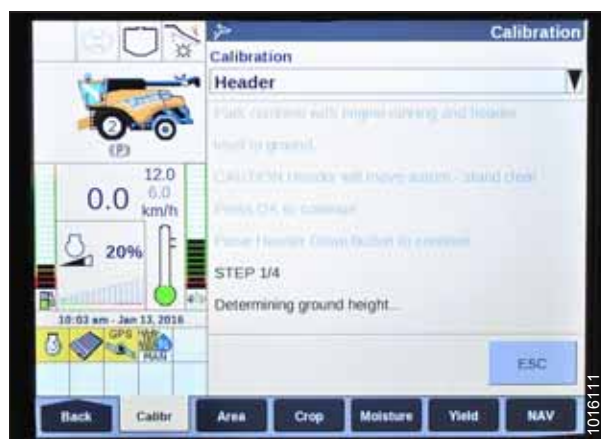 Calibration
Calibration
Header
Park combine with engine running and header
level to ground.
CAUTION Header will move autom.- stand clear !
Press OK to continue
Press Header Down button to continue
STEP 1/4
Determining ground height...
2
(P)
12.0
6.0
km/h
0.0
20%
10:03 am - Jan 13, 2016
GPS
MAN
ESC
Back
Calibr
Area
Crop
Moisture
Yield
NAV
1016111